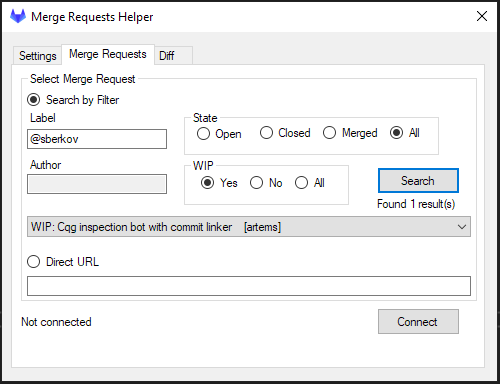 Merge Requests Helper
Settings
Merge Requests
Diff
Select Merge Request
Search by Filter
Label
@sberkov
State
Open
Closed
Merged
All
Author
WIP
Yes
No
All
Search
Found 1 result(s)
WIP: Cqg inspection bot with commit linker [artems]
Direct URL
Not connected
Connect